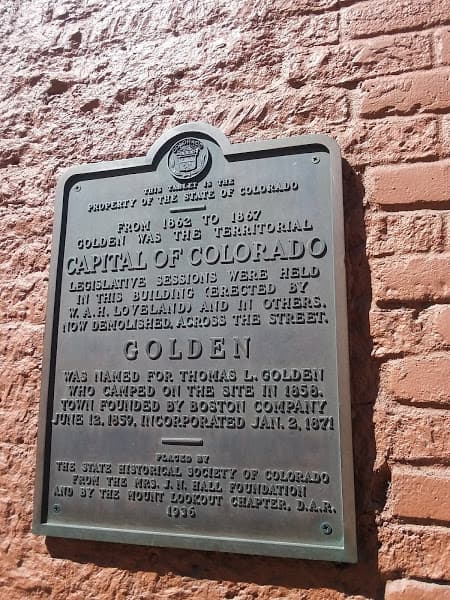 THIS TABLET IS THE
PROPERTY OF THE STATE OF COLORADO
FROM 1862 TO 1867
GOLDEN WAS THE TERRITORIAL
CAPITAL OF COLORADO
LEGISLATIVE SESSIONS WERE HELD
IN THIS BUILDING (ERECTED BY
W. A. H. LOVELAND) AND IN OTHERS,
NOW DEMOLISHED, ACROSS THE STREET.
GOLDEN
WAS NAMED FOR THOMAS L. GOLDEN
WHO CAMPED ON THE SITE IN 1858.
TOWN FOUNDED BY BOSTON COMPANY
JUNE 12, 1859. INCORPORATED JAN. 2, 1871
PLACED BY
THE STATE HISTORICAL SOCIETY OF COLORADO
FROM THE MRS. J. N. HALL FOUNDATION
AND BY THE MOUNT LOOKOUT CHAPTER, D.A.R.
1936